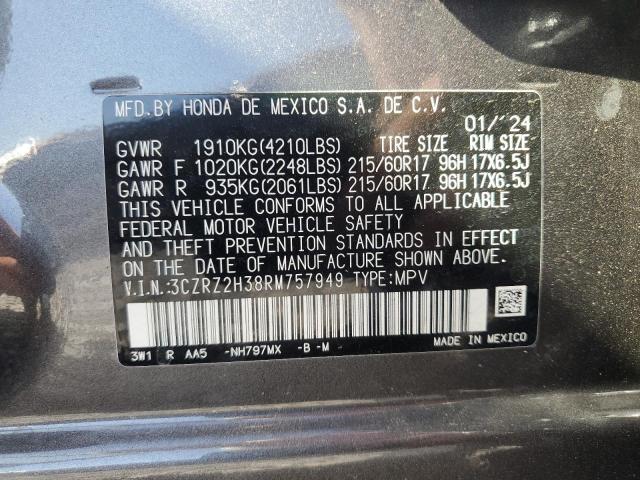 MFD.BY HONDA DE MEXICO S.A. DE C.V.
01/'24
GVWR 1910KG(4210LBS) TIRE SIZE RIM SIZE
GAWR F 1020KG(2248LBS) 215/60R17 96H 17X6.5J
GAWR R 935KG(2061LBS) 215/60R17 96H 17X6.5J
THIS VEHICLE CONFORMS TO ALL APPLICABLE
FEDERAL MOTOR VEHICLE SAFETY
AND THEFT PREVENTION STANDARDS IN EFFECT
ON THE DATE OF MANUFACTURE SHOWN ABOVE.
V.I.N.:3CZRZ2H38RM757949 TYPE:MPV
3W1 R AA5 -NH797MX -B -M- MADE IN MEXICO